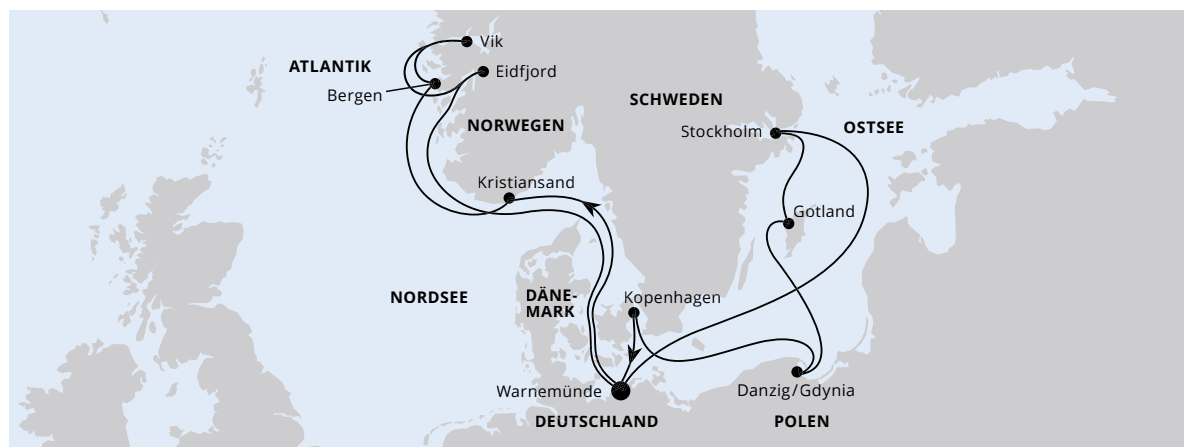 Vik
ATLANTIK
Eidfjord
Bergen
SCHWEDEN
NORWEGEN
Stockholm
OSTSEE
Kristiansand
Gotland
NORDSEE
DÄNE-
MARK
Kopenhagen
Warnemünde
Danzig/Gdynia
DEUTSCHLAND
POLEN